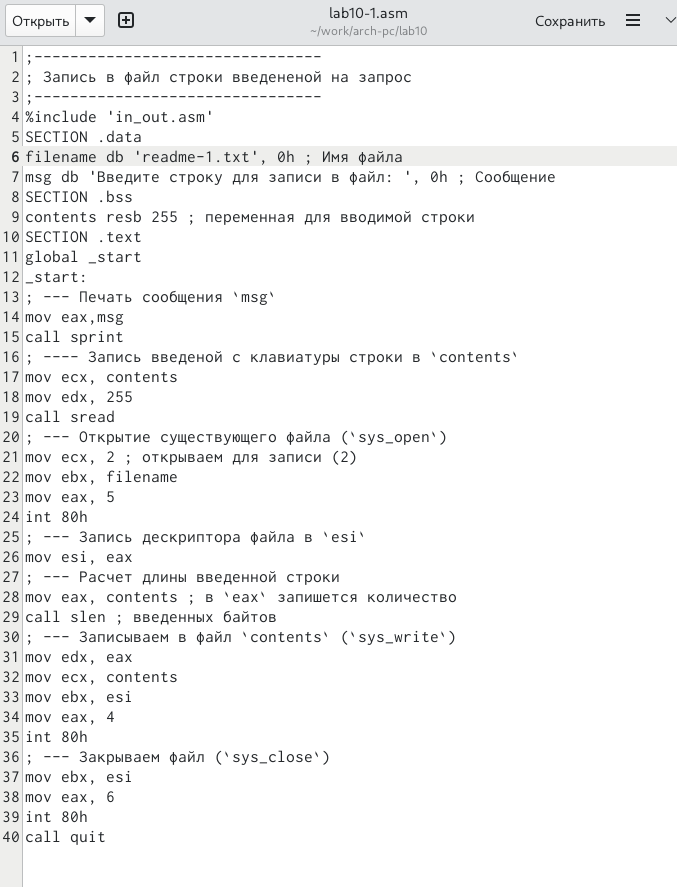 Открыть
lab10-1.asm
~/work/arch-pc/lab10
Сохранить
1 ;--------------------------------
2 ; Запись в файл строки введененой на запрос
3 ;--------------------------------
4 %include 'in_out.asm'
5 SECTION .data
6 filename db 'readme-1.txt', 0h ; Имя файла
7 msg db 'Введите строку для записи в файл: ', 0h ; Сообщение
8 SECTION .bss
9 contents resb 255 ; переменная для вводимой строки
10 SECTION .text
11 global _start
12 _start:
13 ; --- Печать сообщения `msg`
14 mov eax,msg
15 call sprint
16 ; ---- Запись введеной с клавиатуры строки в `contents`
17 mov ecx, contents
18 mov edx, 255
19 call sread
20 ; --- Открытие существующего файла (`sys_open`)
21 mov ecx, 2 ; открываем для записи (2)
22 mov ebx, filename
23 mov eax, 5
24 int 80h
25 ; --- Запись дескриптора файла в `esi`
26 mov esi, eax
27 ; --- Расчет длины введенной строки
28 mov eax, contents ; в `eax` запишется количество
29 call slen ; введенных байтов
30 ; --- Записываем в файл `contents` (`sys_write`)
31 mov edx, eax
32 mov ecx, contents
33 mov ebx, esi
34 mov eax, 4
35 int 80h
36 ; --- Закрываем файл (`sys_close`)
37 mov ebx, esi
38 mov eax, 6
39 int 80h
40 call quit